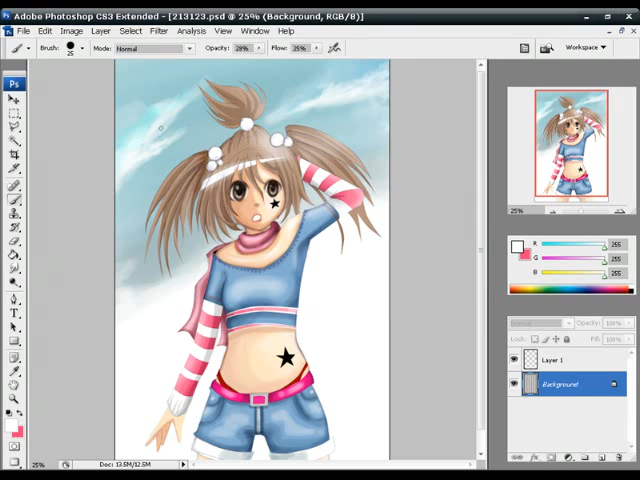 Adobe Photoshop CS3 Extended - [213123.psd @ 25% (Background, RGB/8)]
File Edit Image Layer Select Filter Analysis View Window Help
Brush: 25 Mode: Normal Opacity: 28% Flow: 25% Workspace
Ps
25%
R 255
G 255
B 255
Normal Opacity: 100%
Lock: Fill: 100%
Layer 1
Background
25% Doc: 13.5M/12.5M